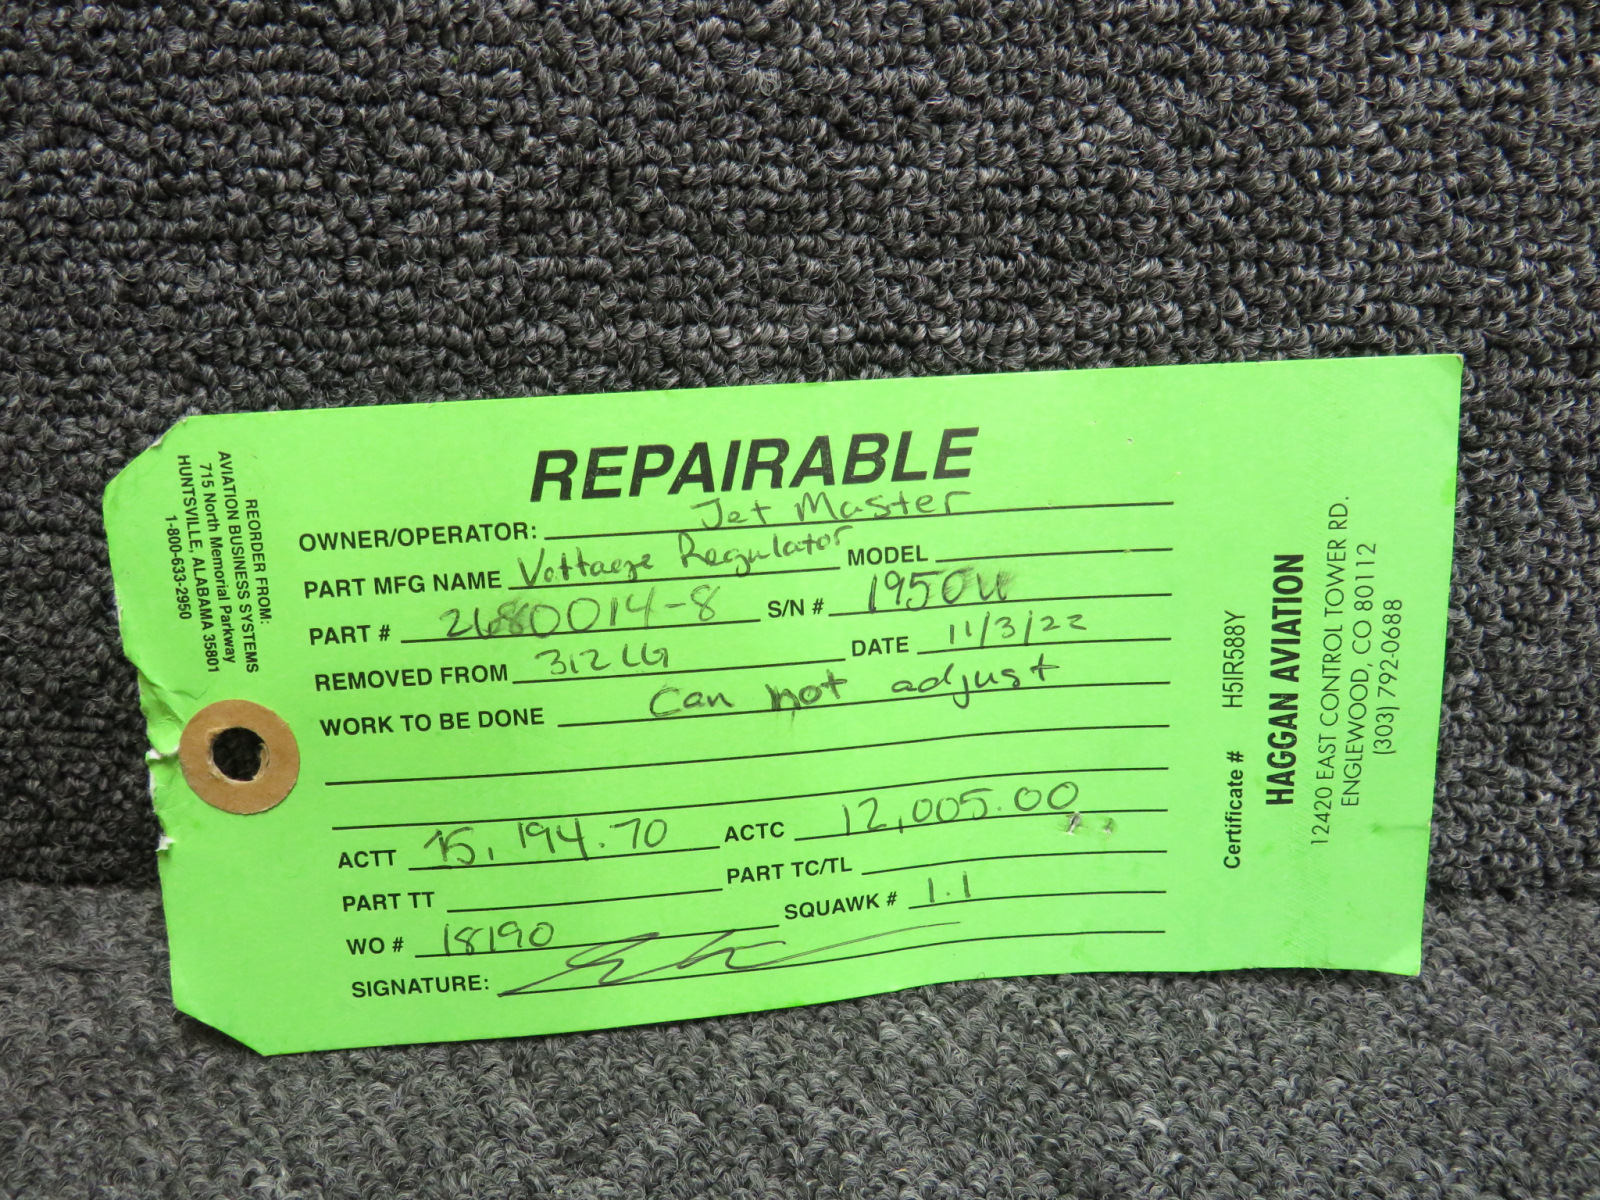 REPAIRABLE
OWNER/OPERATOR: Jet Master
PART MFG NAME Voltaege Regulator MODEL
PART # 2680014-8 S/N # 1950
REMOVED FROM 312LG DATE 11/3/22
WORK TO BE DONE Can not adjust
ACTT 15,194.70 ACTC 12,005.00
PART TT PART TC/TL
WO # 18190 SQUAWK # 1.1
SIGNATURE:
REORDER FROM:
AVIATION BUSINESS SYSTEMS
715 North Memorial Parkway
HUNTSVILLE, ALABAMA 35801
1-800-633-2950
Certificate # H5IR588Y
HAGGAN AVIATION
12420 EAST CONTROL TOWER RD.
ENGLEWOOD, CO 80112
(303) 792-0688